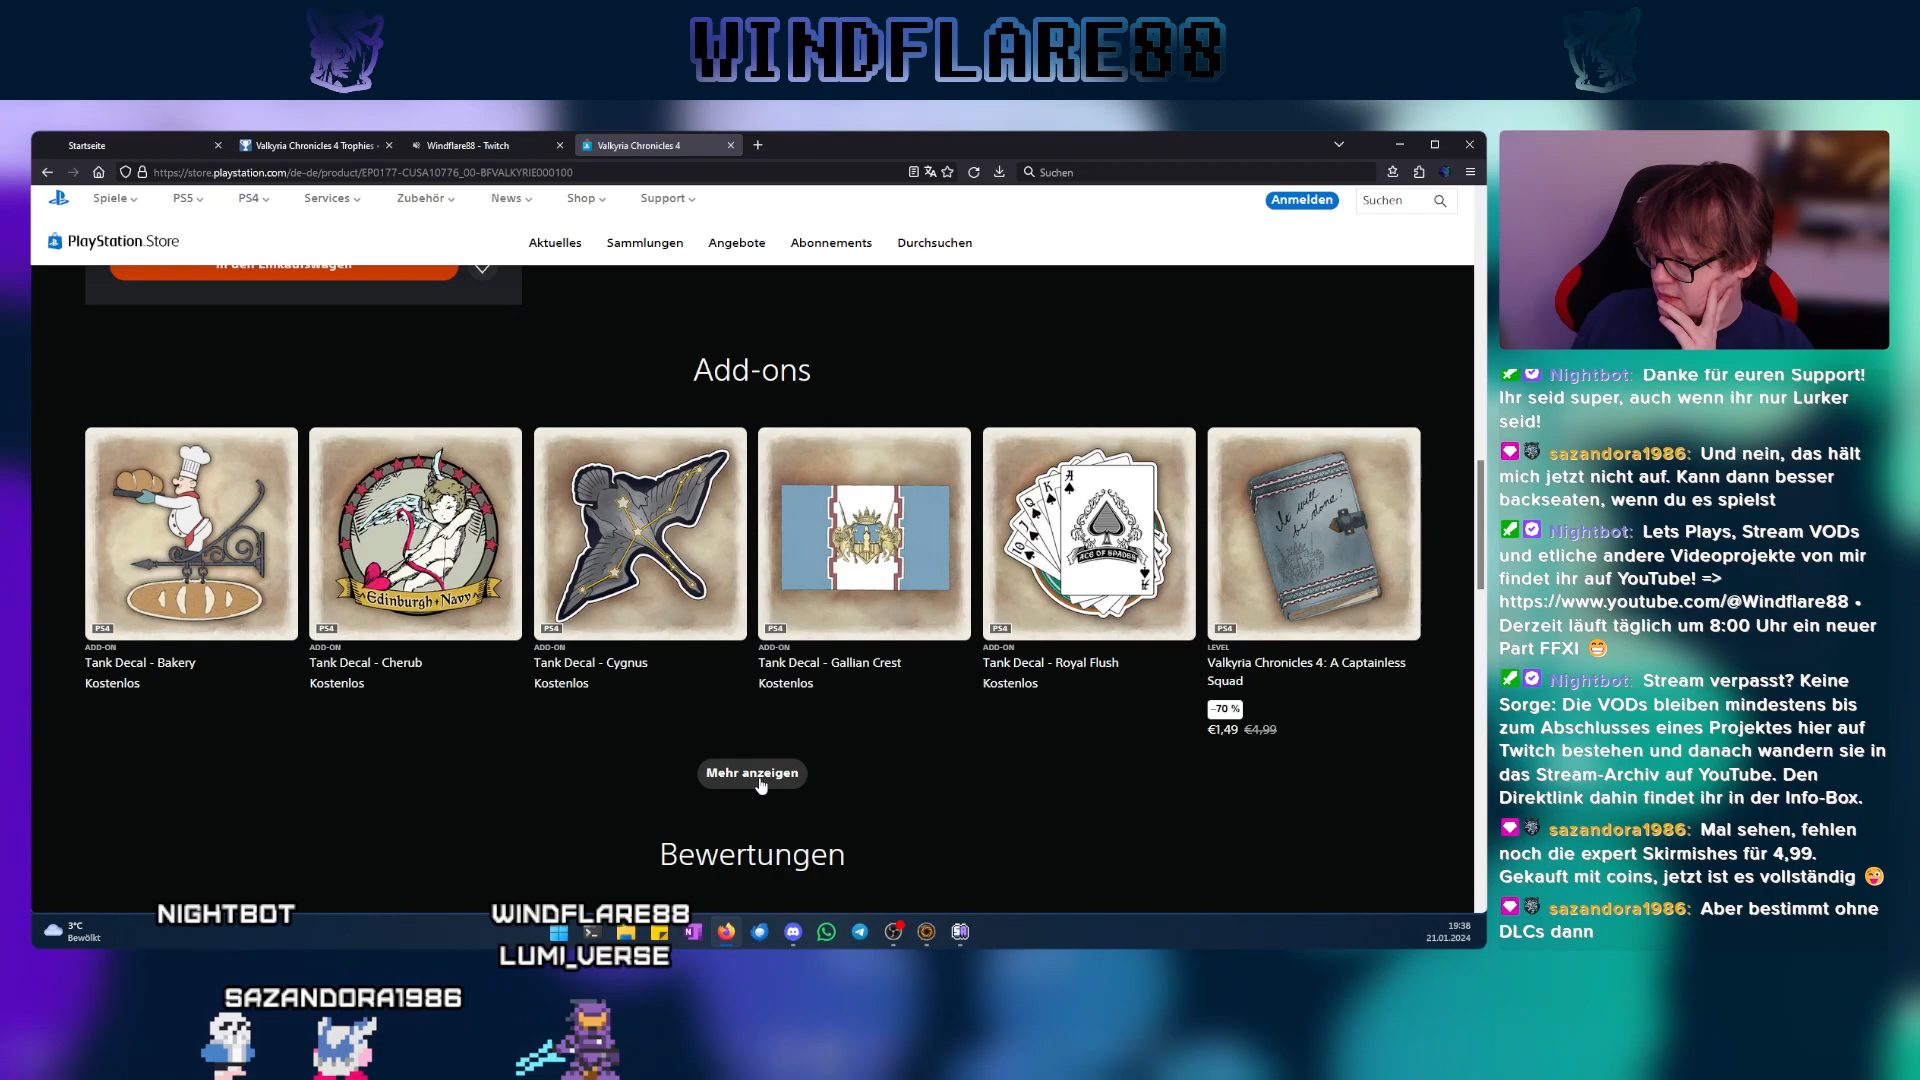 WINDFLARE88
Startseite
Valkyria Chronicles 4 Trophies
Windflare88 - Twitch
Valkyria Chronicles 4
https://store.playstation.com/de-de/product/EP0177-CUSA10776_00-BFVALKYRIE000100
Suchen
Spiele
PS5
PS4
Services
Zubehör
News
Shop
Support
Anmelden
Suchen
PlayStation.Store
Aktuelles
Sammlungen
Angebote
Abonnements
Durchsuchen
In den Einkaufswagen
Add-ons
Edinburgh Navy
ACE OF SPADES
PS4
PS4
PS4
PS4
PS4
PS4
ADD-ON
Tank Decal - Bakery
Kostenlos
ADD-ON
Tank Decal - Cherub
Kostenlos
ADD-ON
Tank Decal - Cygnus
Kostenlos
ADD-ON
Tank Decal - Gallian Crest
Kostenlos
ADD-ON
Tank Decal - Royal Flush
Kostenlos
LEVEL
Valkyria Chronicles 4: A Captainless
Squad
-70 %
€1,49 €4,99
Mehr anzeigen
Bewertungen
3°C
Bewölkt
19:38
21.01.2024
NIGHTBOT
WINDFLARE88
LUMI_VERSE
SAZANDORA1986
Nightbot: Danke für euren Support!
Ihr seid super, auch wenn ihr nur Lurker
seid!
sazandora1986: Und nein, das hält
mich jetzt nicht auf. Kann dann besser
backseaten, wenn du es spielst
Nightbot: Lets Plays, Stream VODs
und etliche andere Videoprojekte von mir
findet ihr auf YouTube! =>
https://www.youtube.com/@Windflare88 •
Derzeit läuft täglich um 8:00 Uhr ein neuer
Part FFXI 😁
Nightbot: Stream verpasst? Keine
Sorge: Die VODs bleiben mindestens bis
zum Abschlusses eines Projektes hier auf
Twitch bestehen und danach wandern sie in
das Stream-Archiv auf YouTube. Den
Direktlink dahin findet ihr in der Info-Box.
sazandora1986: Mal sehen, fehlen
noch die expert Skirmishes für 4,99.
Gekauft mit coins, jetzt ist es vollständig 😜
sazandora1986: Aber bestimmt ohne
DLCs dann